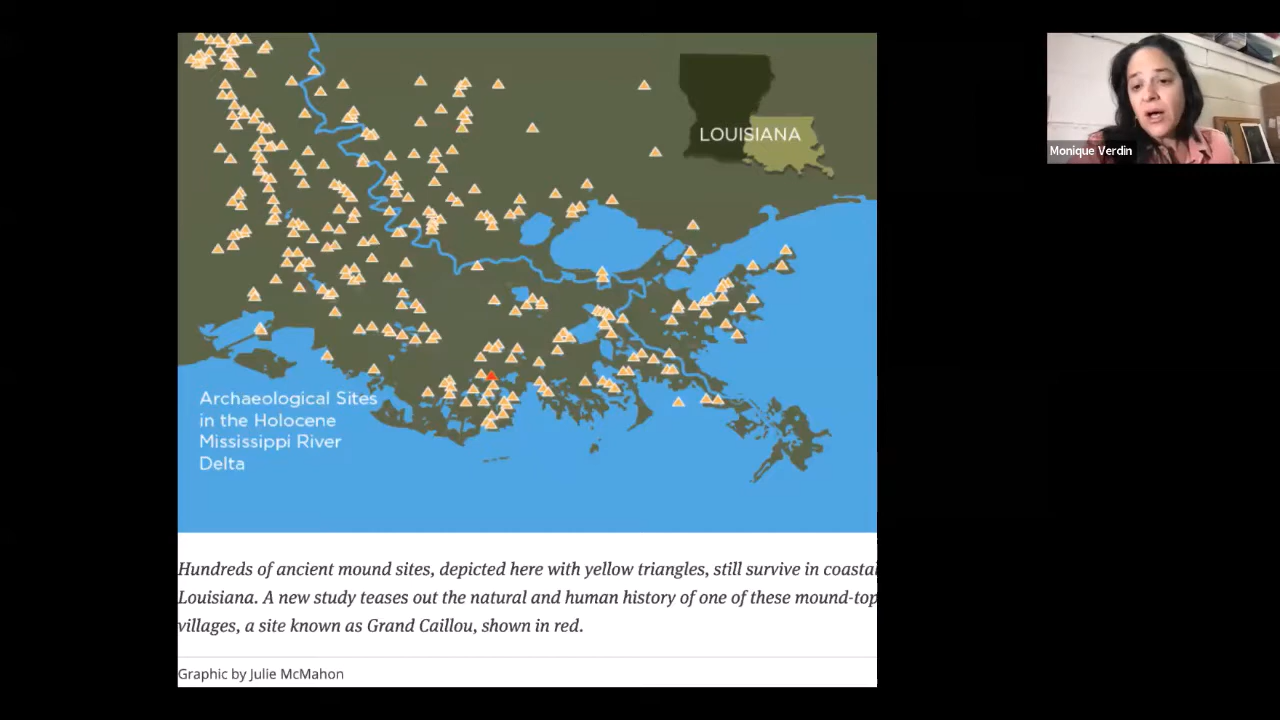 LOUISIANA
Monique Verdin
Archaeological Sites
in the Holocene
Mississippi River
Delta
Hundreds of ancient mound sites, depicted here with yellow triangles, still survive in coastal
Louisiana. A new study teases out the natural and human history of one of these mound-top
villages, a site known as Grand Caillou, shown in red.
Graphic by Julie McMahon